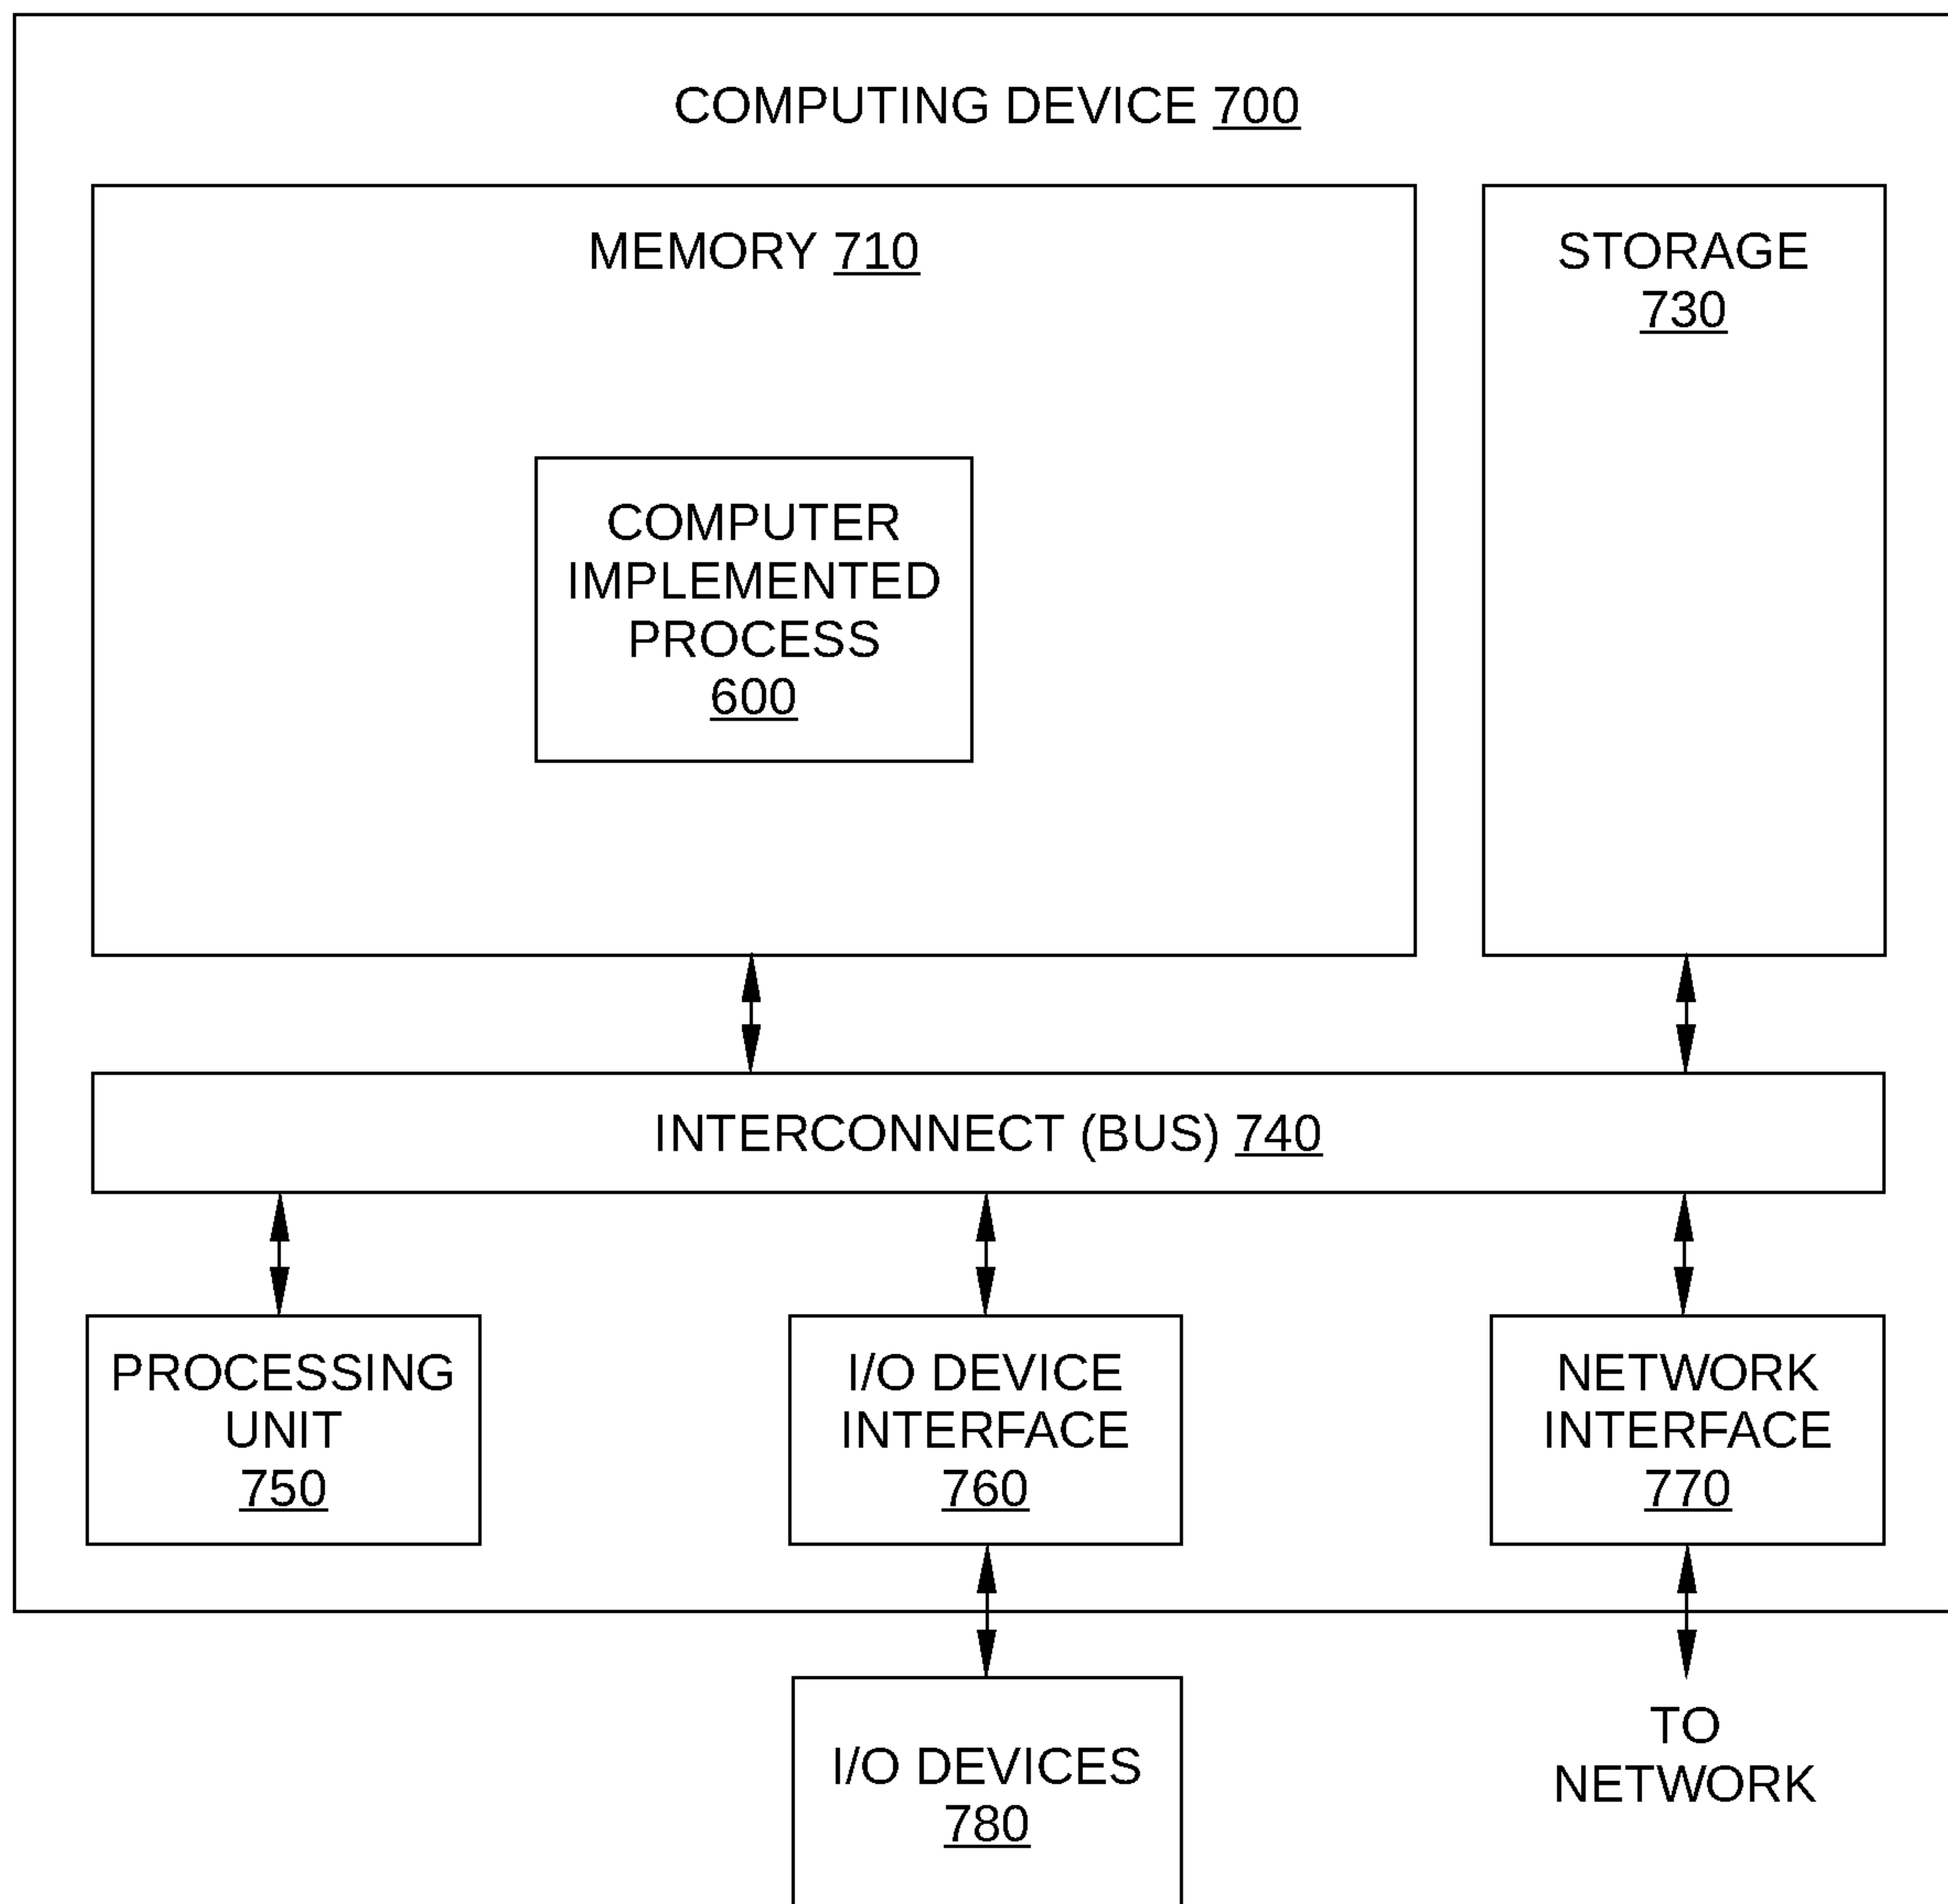 COMPUTING DEVICE 700
MEMORY 710
STORAGE
730
COMPUTER
IMPLEMENTED
PROCESS
600
INTERCONNECT (BUS) 740
PROCESSING
UNIT
750
I/O DEVICE
INTERFACE
760
NETWORK
INTERFACE
770
I/O DEVICES
780
TO
NETWORK